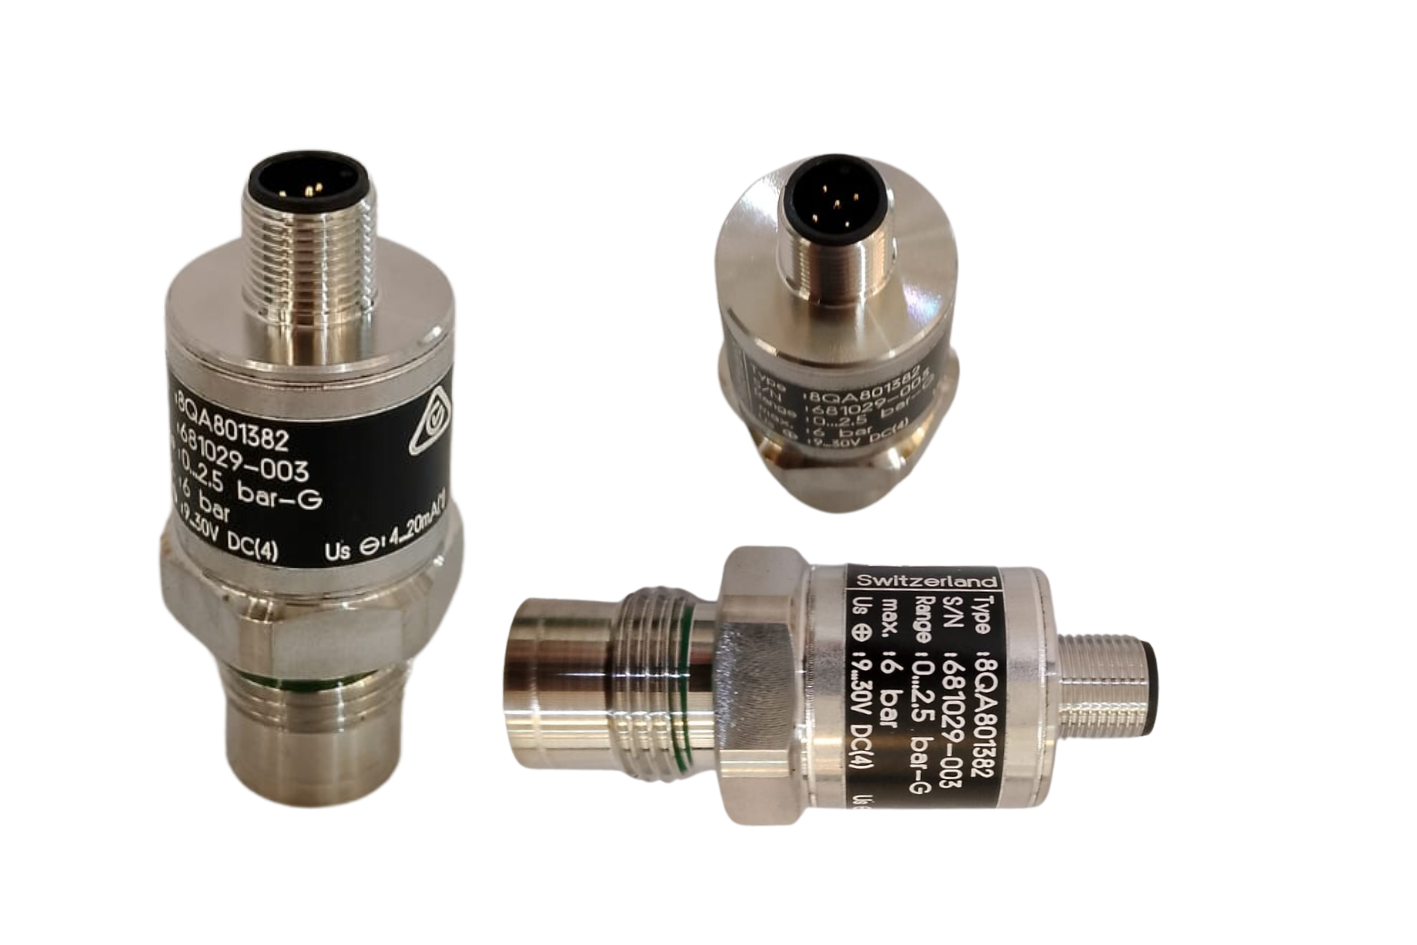 :8QA801382
:681029-003
:0...2,5 bar-G
:6 bar
:9...30V DC(4)
Us ⊖: 4...20mA(1)
Type :8QA801382
S/N :681029-003
Range :0...2,5 bar-G
max. :6 bar
⊕ :9...30V DC(4)
Switzerland
Type :8QA801382
S/N :681029-003
Range :0...2,5 bar-G
max. :6 bar
Us ⊕ :9...30V DC(4)
Us